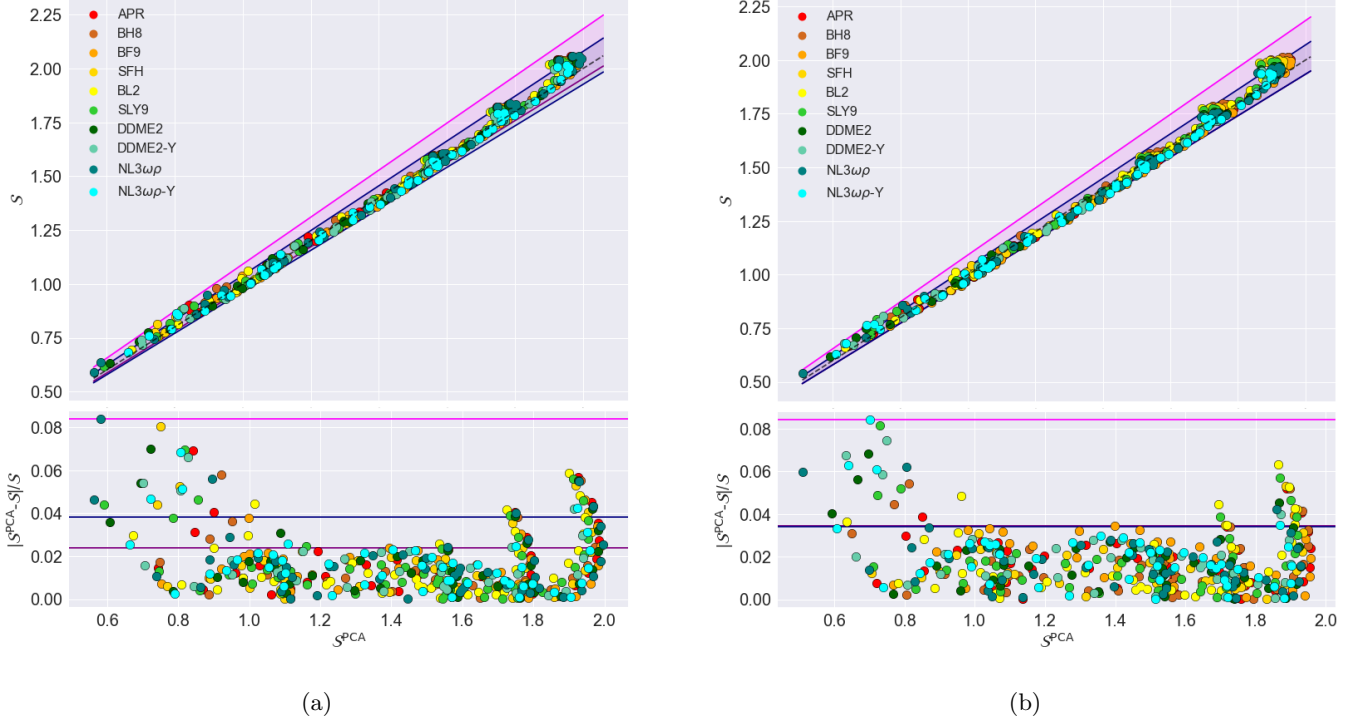 2.25
2.00
1.75
1.50
1.25
1.00
0.75
0.50
𝒮
APR
BH8
BF9
SFH
BL2
SLY9
DDME2
DDME2-Y
NL3ωρ
NL3ωρ-Y
0.08
0.06
0.04
0.02
0.00
|𝒮^PCA-𝒮|/𝒮
0.6 0.8 1.0 1.2 1.4 1.6 1.8 2.0
𝒮^PCA
(a)
2.25
2.00
1.75
1.50
1.25
1.00
0.75
0.50
𝒮
APR
BH8
BF9
SFH
BL2
SLY9
DDME2
DDME2-Y
NL3ωρ
NL3ωρ-Y
0.08
0.06
0.04
0.02
0.00
|𝒮^PCA-𝒮|/𝒮
0.6 0.8 1.0 1.2 1.4 1.6 1.8 2.0
𝒮^PCA
(b)